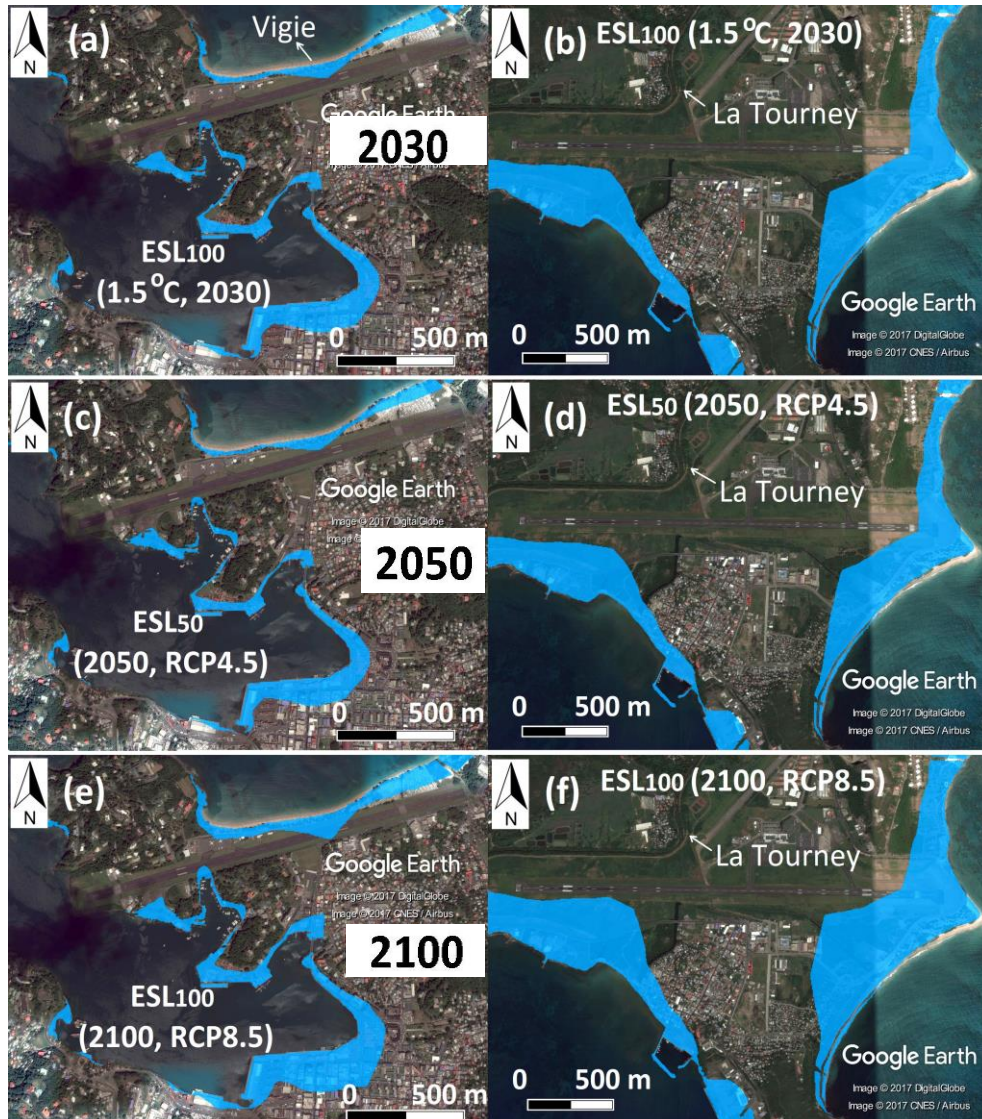 (a)
Vigie
N
Google Earth
2030
ESL100
(1.5°C, 2030)
0 500 m
(b)
ESL100 (1.5°C, 2030)
N
La Tourney
Google Earth
Image © 2017 DigitalGlobe
Image © 2017 CNES / Airbus
0 500 m
(c)
N
Google Earth
Image © 2017 DigitalGlobe
2050
ESL50
(2050, RCP4.5)
0 500 m
(d)
ESL50 (2050, RCP4.5)
N
La Tourney
Google Earth
Image © 2017 DigitalGlobe
Image © 2017 CNES / Airbus
0 500 m
(e)
N
Google Earth
Image © 2017 DigitalGlobe
Image © 2017 CNES / Airbus
2100
ESL100
(2100, RCP8.5)
0 500 m
(f)
ESL100 (2100, RCP8.5)
N
La Tourney
Google Earth
Image © 2017 DigitalGlobe
Image © 2017 CNES / Airbus
0 500 m